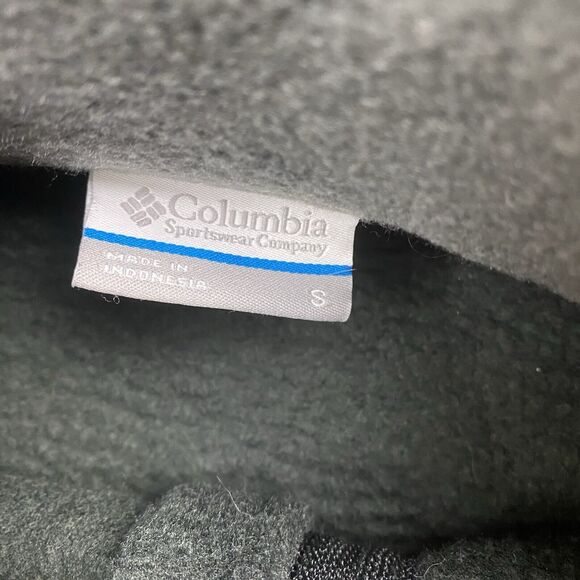 Columbia
Sportswear Company
MADE IN
INDONESIA
S